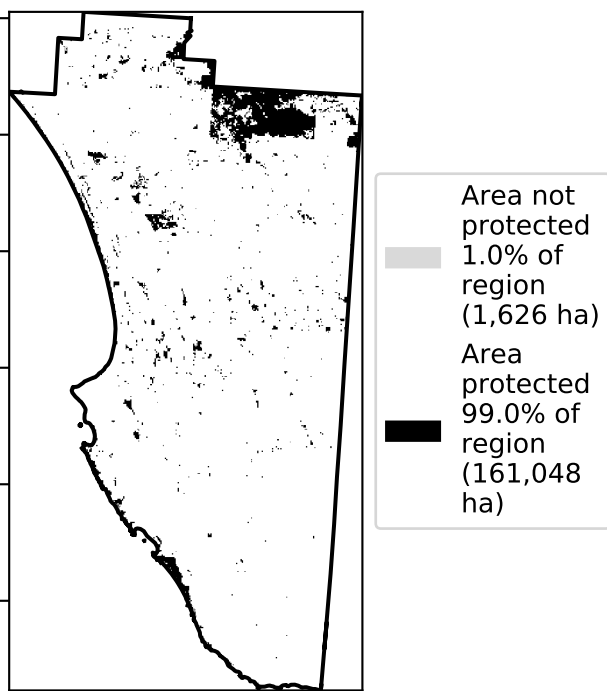 Area not
protected
1.0% of
region
(1,626 ha)
Area
protected
99.0% of
region
(161,048
ha)